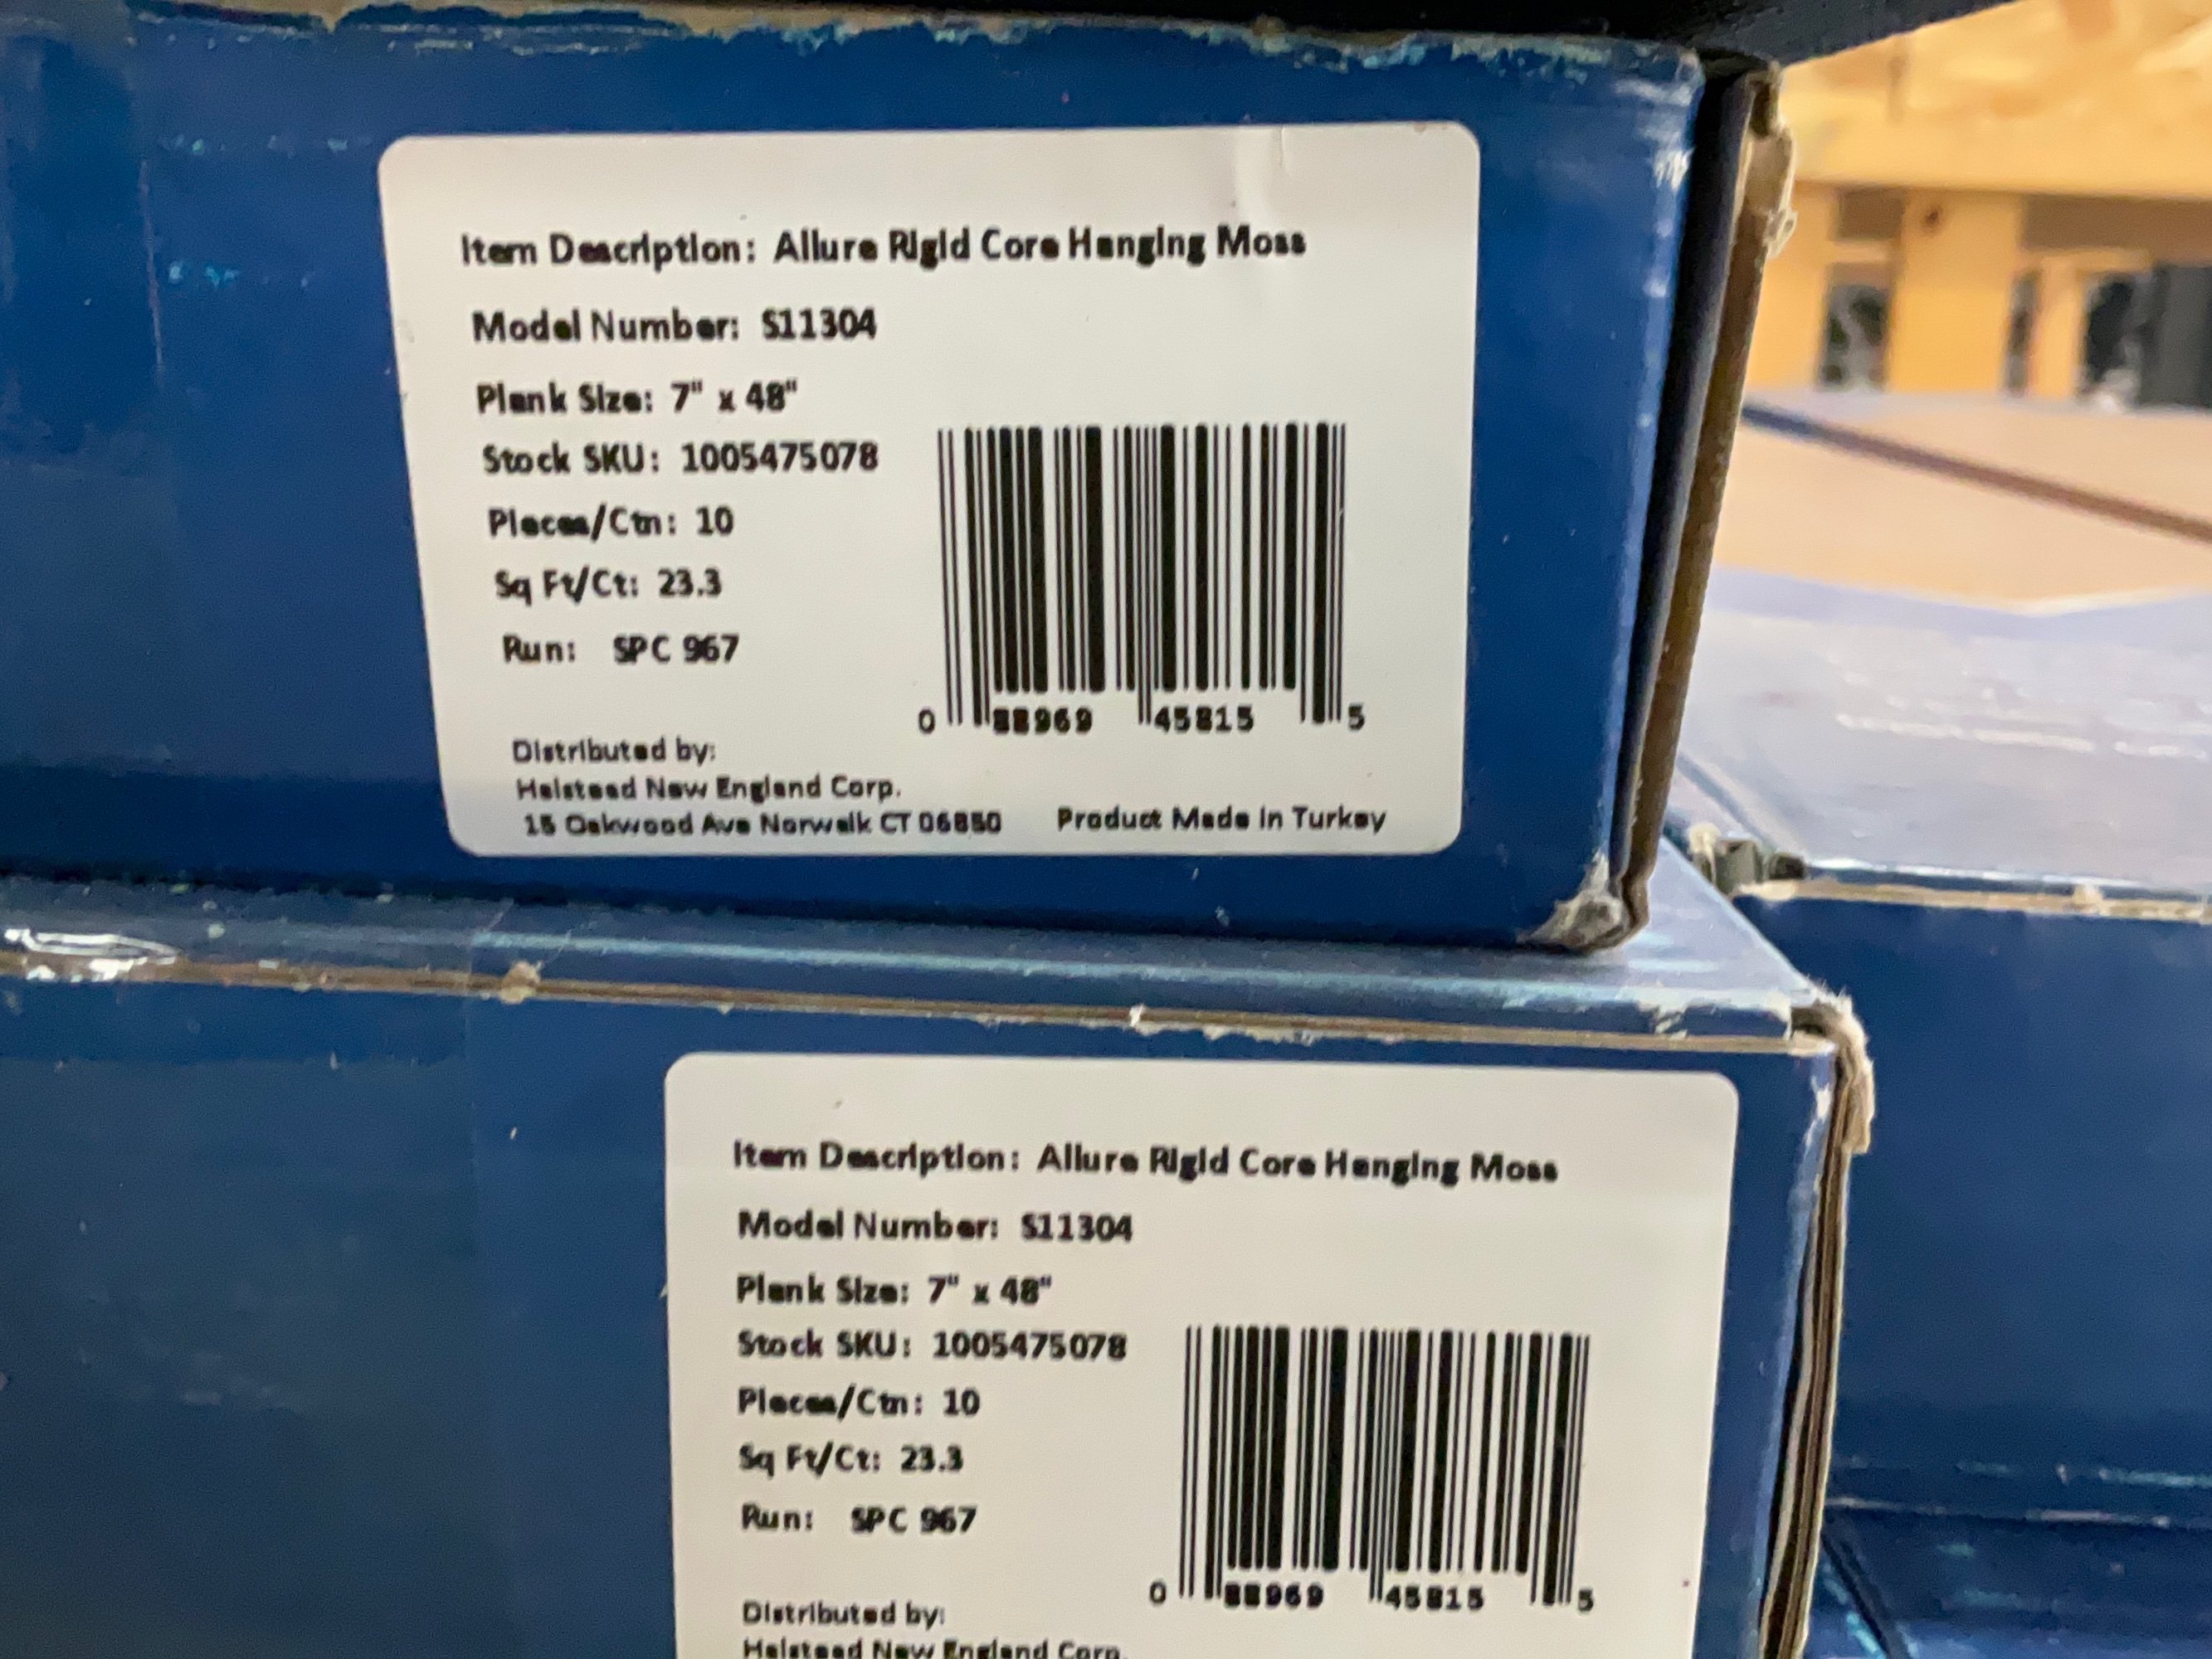 Item Description: Allure Rigid Core Hanging Moss
Model Number: S11304
Plank Size: 7" x 48"
Stock SKU: 1005475078
Pieces/Ctn: 10
Sq Ft/Ct: 23.3
Run: SPC 967
0 88969 45815 5
Distributed by:
Halstead New England Corp.
15 Oakwood Ave Norwalk CT 06850 Product Made in Turkey
Item Description: Allure Rigid Core Hanging Moss
Model Number: S11304
Plank Size: 7" x 48"
Stock SKU: 1005475078
Pieces/Ctn: 10
Sq Ft/Ct: 23.3
Run: SPC 967
0 88969 45815 5
Distributed by:
Halstead New England Corp.